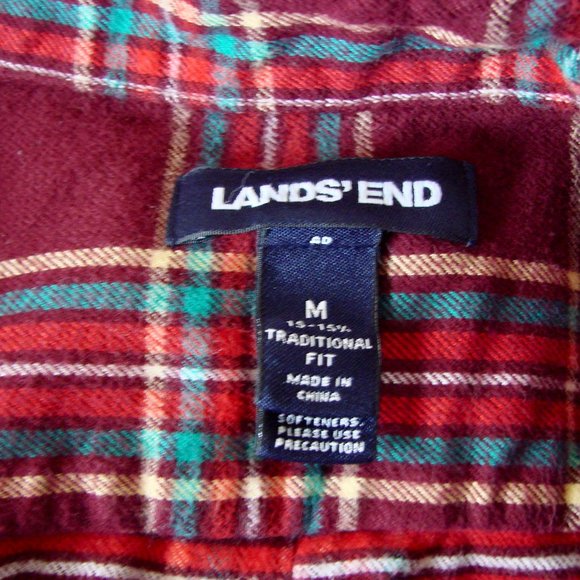 LANDS' END
M
15-15½
TRADITIONAL
FIT
MADE IN
CHINA
SOFTENERS.
PLEASE USE
PRECAUTION